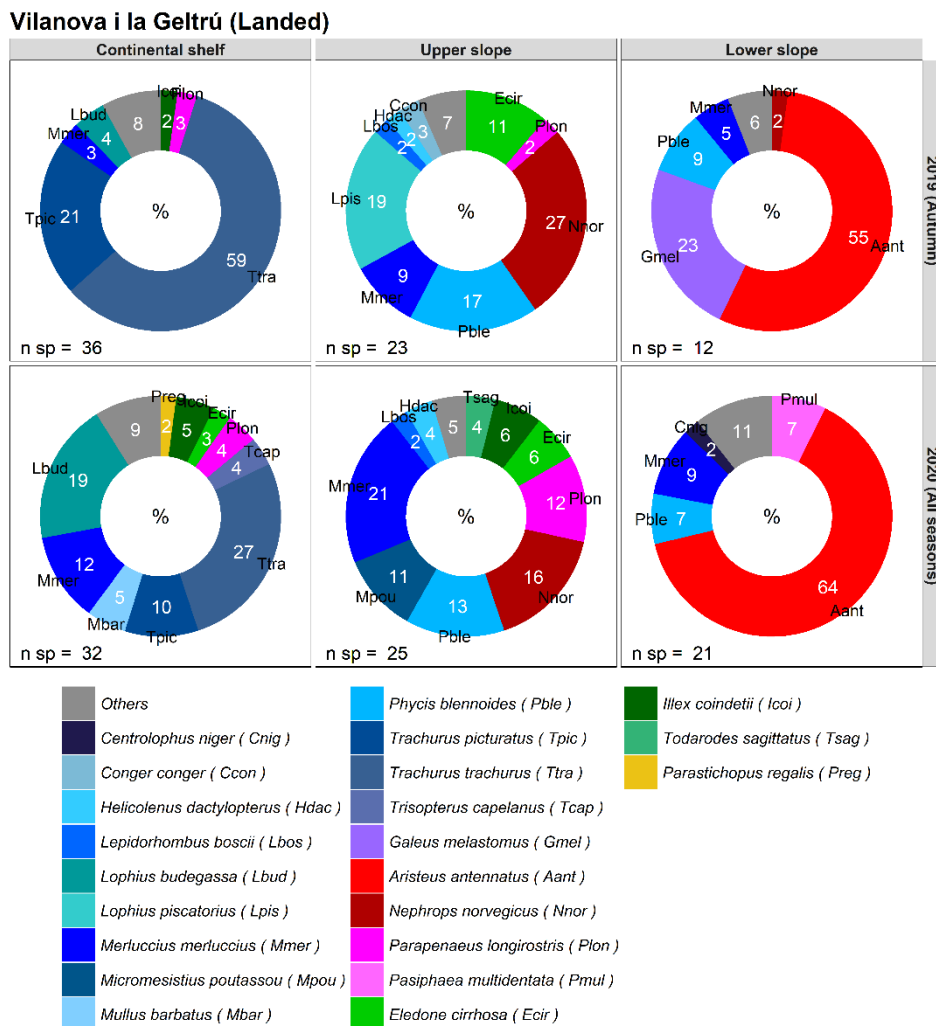 Vilanova i la Geltrú (Landed)
Continental shelf
Upper slope
Lower slope
2019 (Autumn)
2020 (All seasons)
Icoi
Plon
Lbud
Mmer
Tpic
Ttra
8
2
3
4
3
21
59
%
n sp = 36
Ccon
Hdac
Lbos
Lpis
Mmer
Pble
Nnor
Plon
Ecir
7
11
2
27
17
9
19
2
2
3
%
n sp = 23
Nnor
Mmer
Pble
Gmel
Aant
6
2
5
9
23
55
%
n sp = 12
Preg
Icoi
Ecir
Plon
Tcap
Ttra
Tpic
Mbar
Mmer
Lbud
9
2
5
3
4
4
27
10
5
12
19
%
n sp = 32
Tsag
Icoi
Ecir
Plon
Nnor
Pble
Mpou
Mmer
Lbos
Hdac
5
4
6
6
12
16
13
11
21
2
4
%
n sp = 25
Pmul
Cnig
Mmer
Pble
Aant
11
7
2
9
7
64
%
n sp = 21
Others
Centrolophus niger ( Cnig )
Conger conger ( Ccon )
Helicolenus dactylopterus ( Hdac )
Lepidorhombus boscii ( Lbos )
Lophius budegassa ( Lbud )
Lophius piscatorius ( Lpis )
Merluccius merluccius ( Mmer )
Micromesistius poutassou ( Mpou )
Mullus barbatus ( Mbar )
Phycis blennoides ( Pble )
Trachurus picturatus ( Tpic )
Trachurus trachurus ( Ttra )
Trisopterus capelanus ( Tcap )
Galeus melastomus ( Gmel )
Aristeus antennatus ( Aant )
Nephrops norvegicus ( Nnor )
Parapenaeus longirostris ( Plon )
Pasiphaea multidentata ( Pmul )
Eledone cirrhosa ( Ecir )
Illex coindetii ( Icoi )
Todarodes sagittatus ( Tsag )
Parastichopus regalis ( Preg )